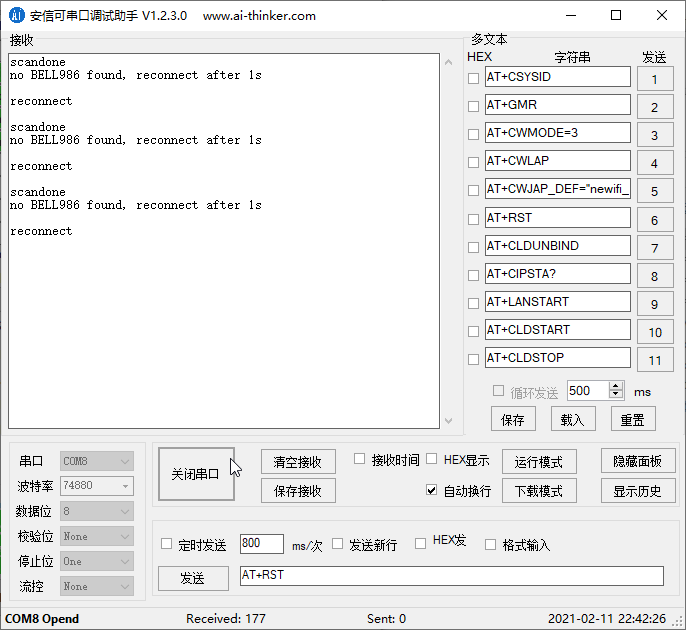 安信可串口调试助手 V1.2.3.0 www.ai-thinker.com
接收
scandone
no BELL986 found, reconnect after 1s
reconnect
scandone
no BELL986 found, reconnect after 1s
reconnect
scandone
no BELL986 found, reconnect after 1s
reconnect
多文本
HEX 字符串 发送
AT+CSYSID 1
AT+GMR 2
AT+CWMODE=3 3
AT+CWLAP 4
AT+CWJAP_DEF="newifi_ 5
AT+RST 6
AT+CLDUNBIND 7
AT+CIPSTA? 8
AT+LANSTART 9
AT+CLDSTART 10
AT+CLDSTOP 11
循环发送 500 ms
保存 载入 重置
串口 COM8
波特率 74880
数据位 8
校验位 None
停止位 One
流控 None
关闭串口
清空接收 接收时间 HEX显示 运行模式 隐藏面板
保存接收 自动换行 下载模式 显示历史
定时发送 800 ms/次 发送新行 HEX发 格式输入
发送 AT+RST
COM8 Opend Received: 177 Sent: 0 2021-02-11 22:42:26